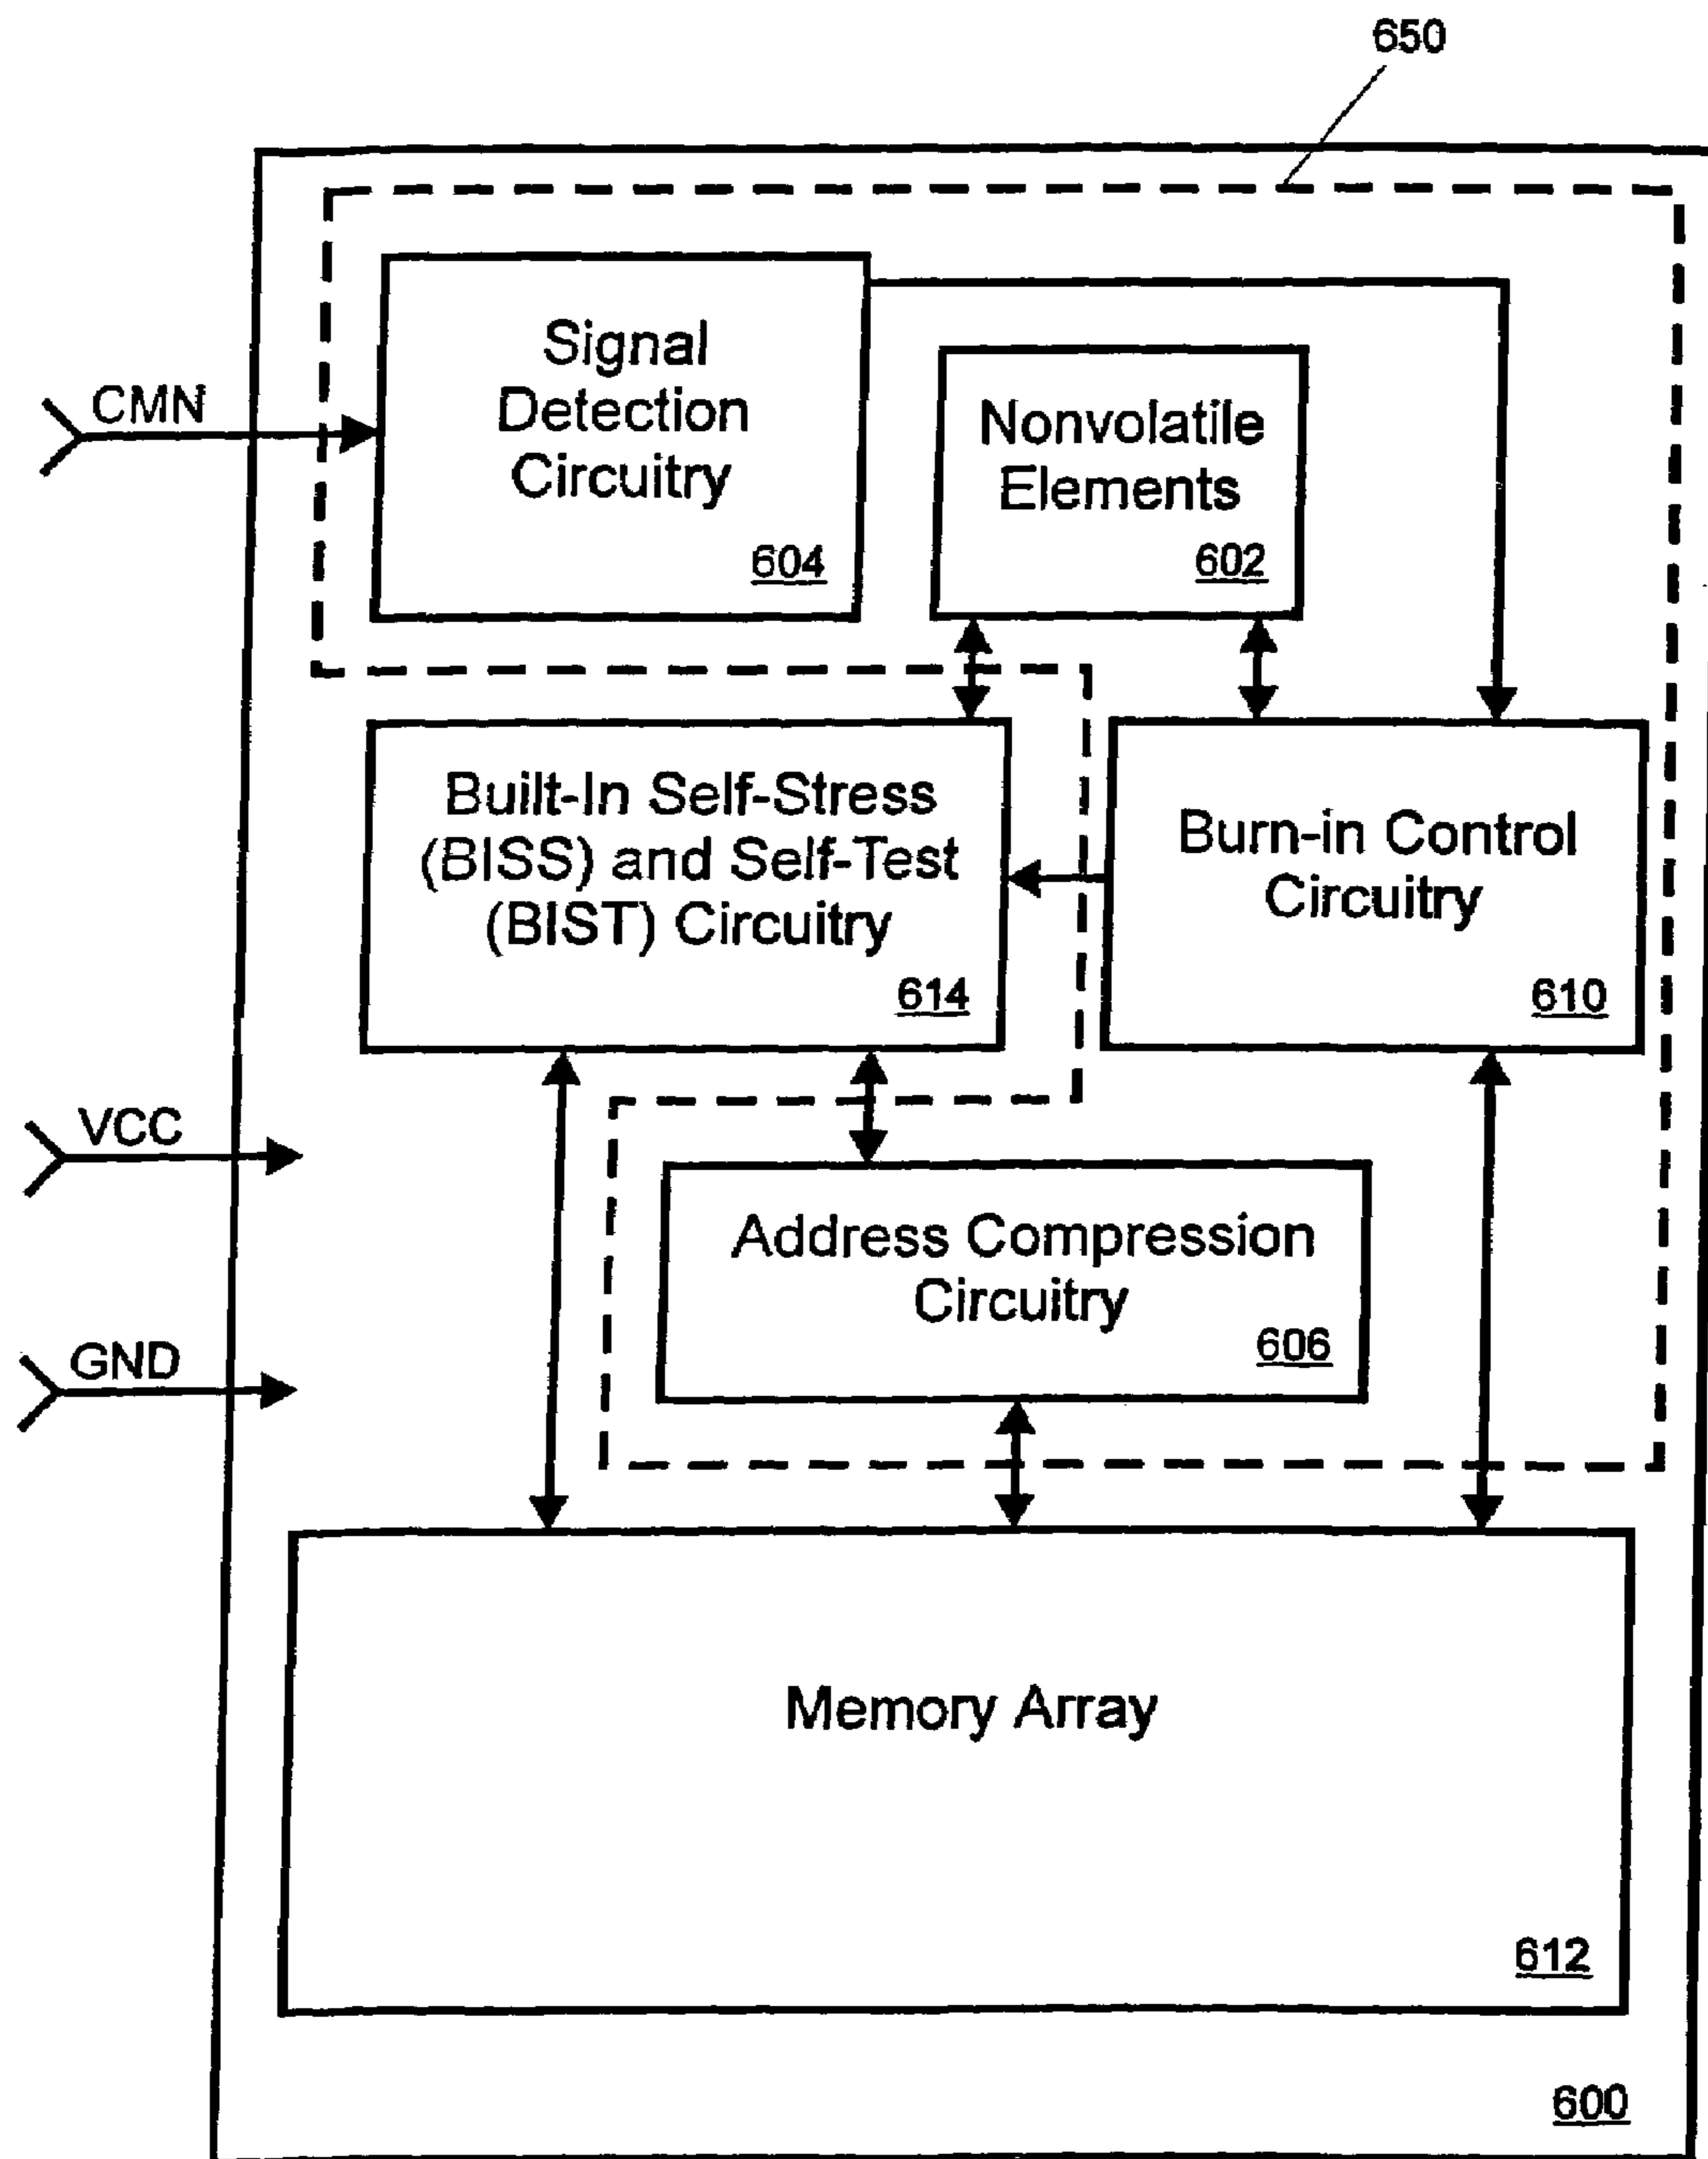 650
CMN
Signal
Detection
Circuitry
604
Nonvolatile
Elements
602
Built-In Self-Stress
(BISS) and Self-Test
(BIST) Circuitry
614
Burn-in Control
Circuitry
610
VCC
Address Compression
Circuitry
606
GND
Memory Array
612
600